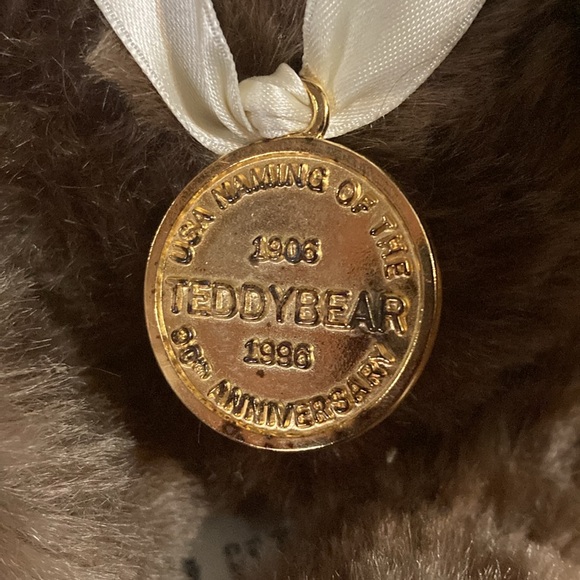 USA NAMING OF THE
1906
TEDDYBEAR
1996
90TH ANNIVERSARY